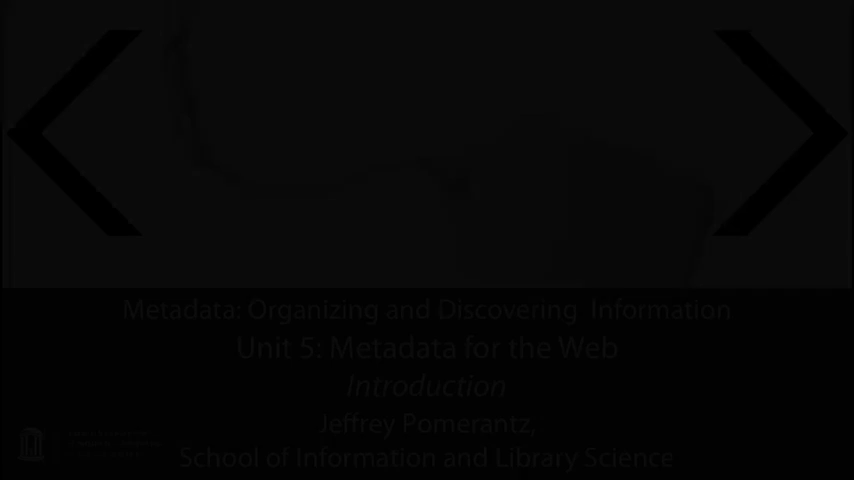 Metadata: Organizing and Discovering Information
Unit 5: Metadata for the Web
Introduction
Jeffrey Pomerantz,
School of Information and Library Science